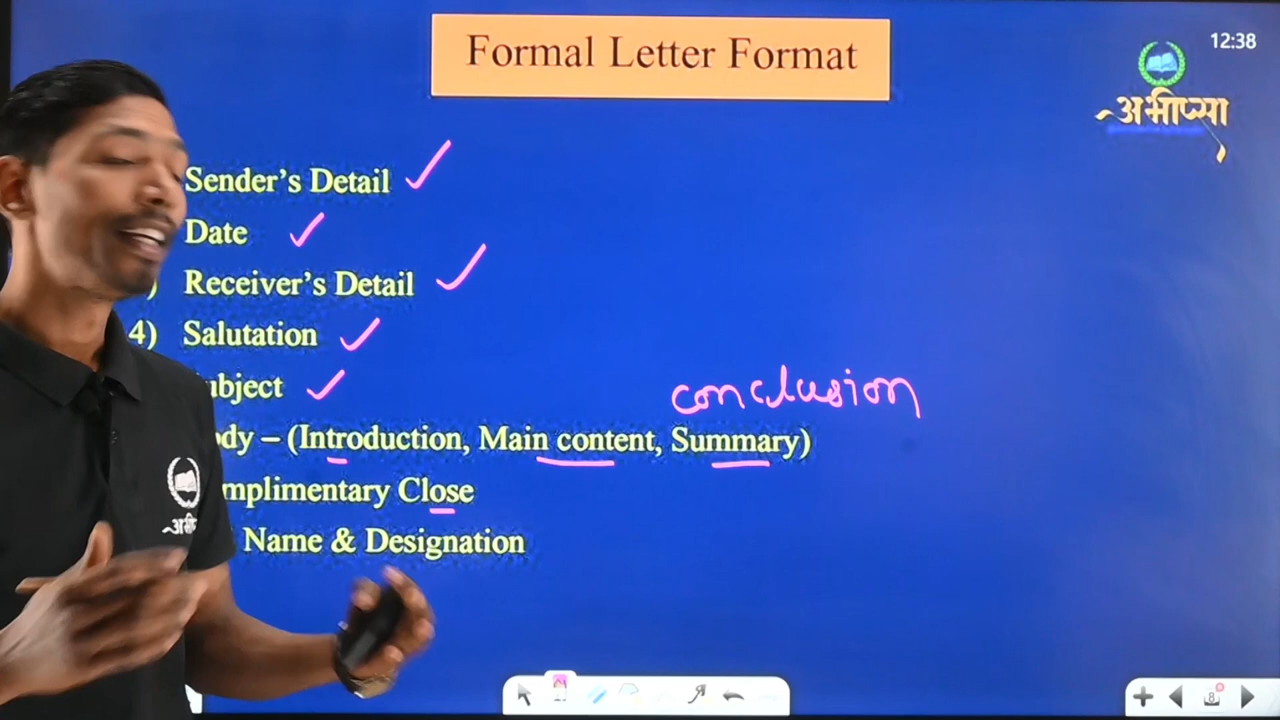 Formal Letter Format
12:38
अभीप्सा
Sender's Detail
Date
) Receiver's Detail
4) Salutation
ubject
conclusion
ody – (Introduction, Main content, Summary)
mplimentary Close
Name & Designation
8